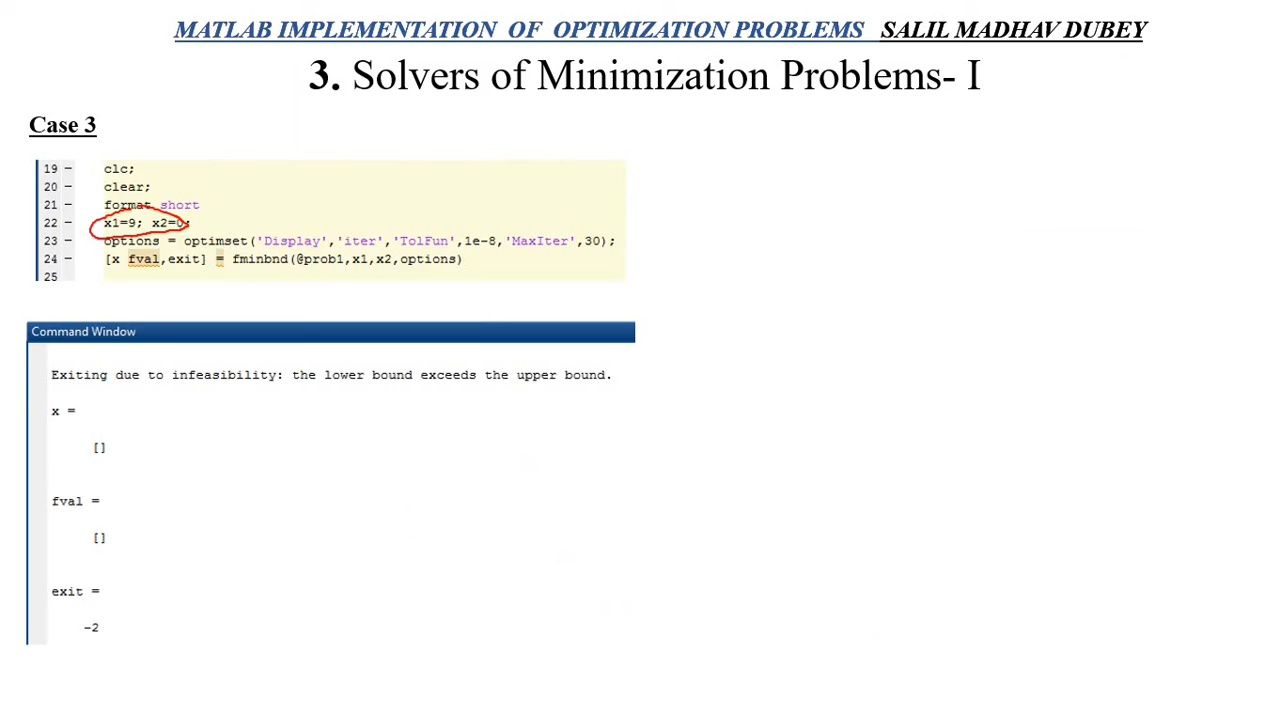 MATLAB IMPLEMENTATION OF OPTIMIZATION PROBLEMS SALIL MADHAV DUBEY
3. Solvers of Minimization Problems- I
Case 3
19 – clc;
20 – clear;
21 – format short
22 – x1=9; x2=0;
23 – options = optimset('Display','iter','TolFun',1e-8,'MaxIter',30);
24 – [x fval,exit] = fminbnd(@prob1,x1,x2,options)
25
Command Window
Exiting due to infeasibility: the lower bound exceeds the upper bound.
x =
[]
fval =
[]
exit =
-2